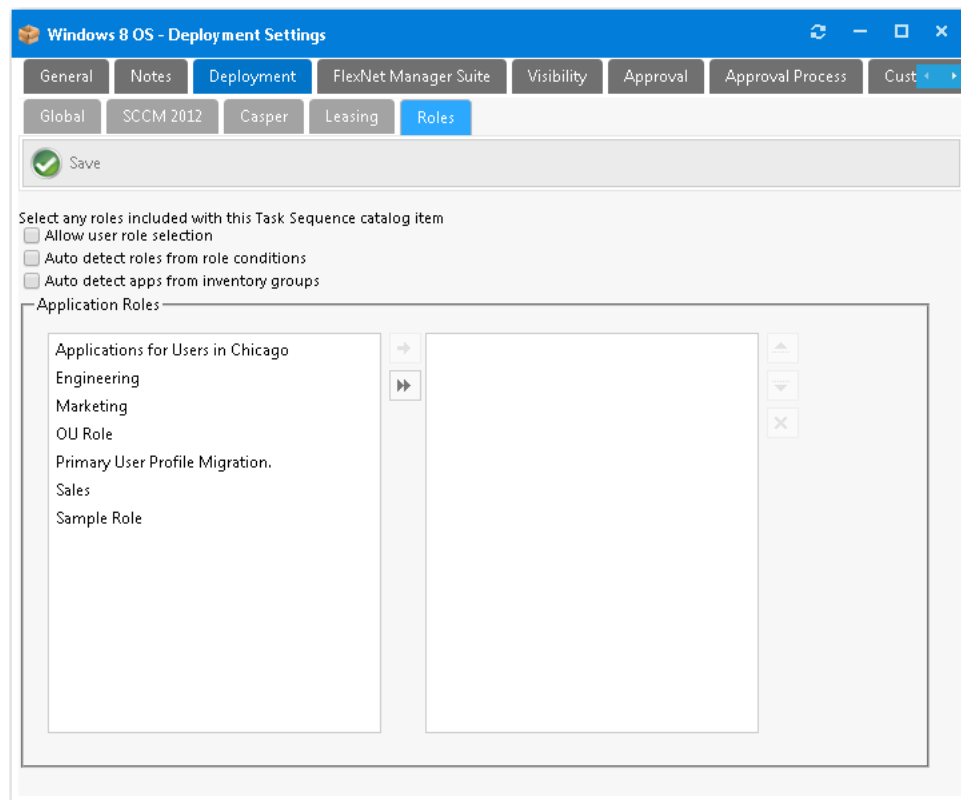 Windows 8 OS - Deployment Settings
General Notes Deployment FlexNet Manager Suite Visibility Approval Approval Process Cust
Global SCCM 2012 Casper Leasing Roles
Save
Select any roles included with this Task Sequence catalog item
Allow user role selection
Auto detect roles from role conditions
Auto detect apps from inventory groups
Application Roles
Applications for Users in Chicago
Engineering
Marketing
OU Role
Primary User Profile Migration.
Sales
Sample Role